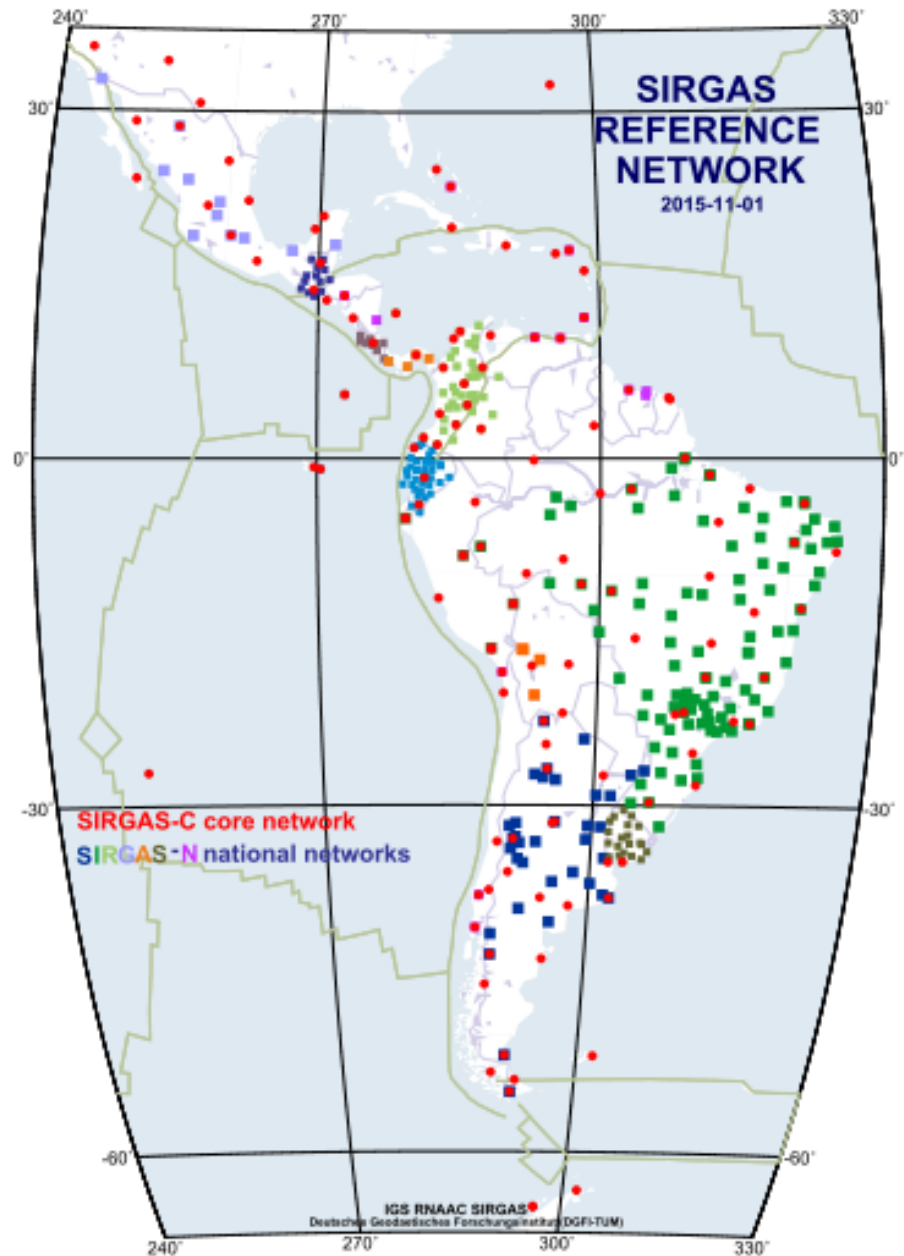 240° 270° 300° 330°
SIRGAS
REFERENCE
NETWORK
2015-11-01
30° 30°
0° 0°
-30° -30°
SIRGAS-C core network
SIRGAS-N national networks
-60° -60°
IGS RNAAC SIRGAS
Deutsches Geodaetisches Forschungsinstitut (DGFI-TUM)
240° 270° 300° 330°